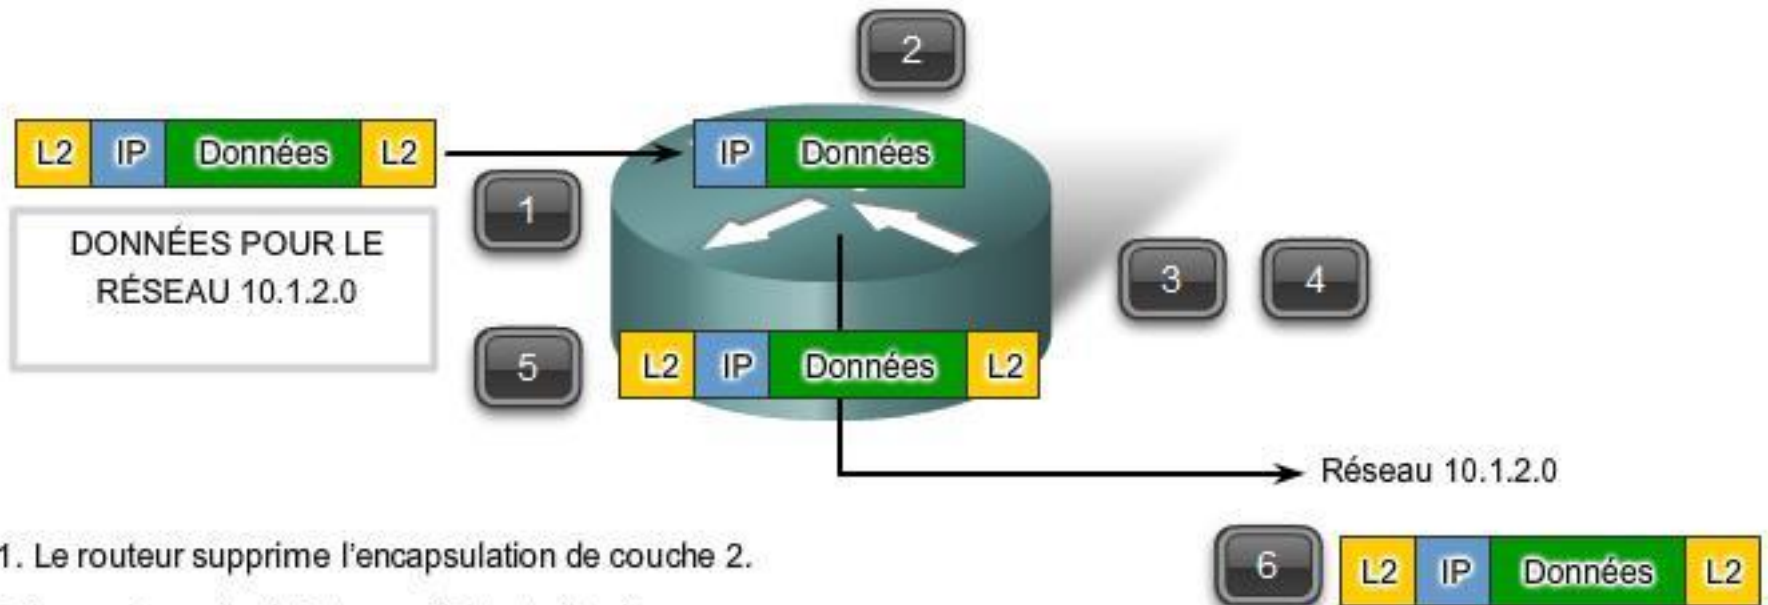 2
L2 IP Données L2
IP Données
1
DONNÉES POUR LE
RÉSEAU 10.1.2.0
3 4
5
L2 IP Données L2
Réseau 10.1.2.0
1. Le routeur supprime l’encapsulation de couche 2.
6
L2 IP Données L2